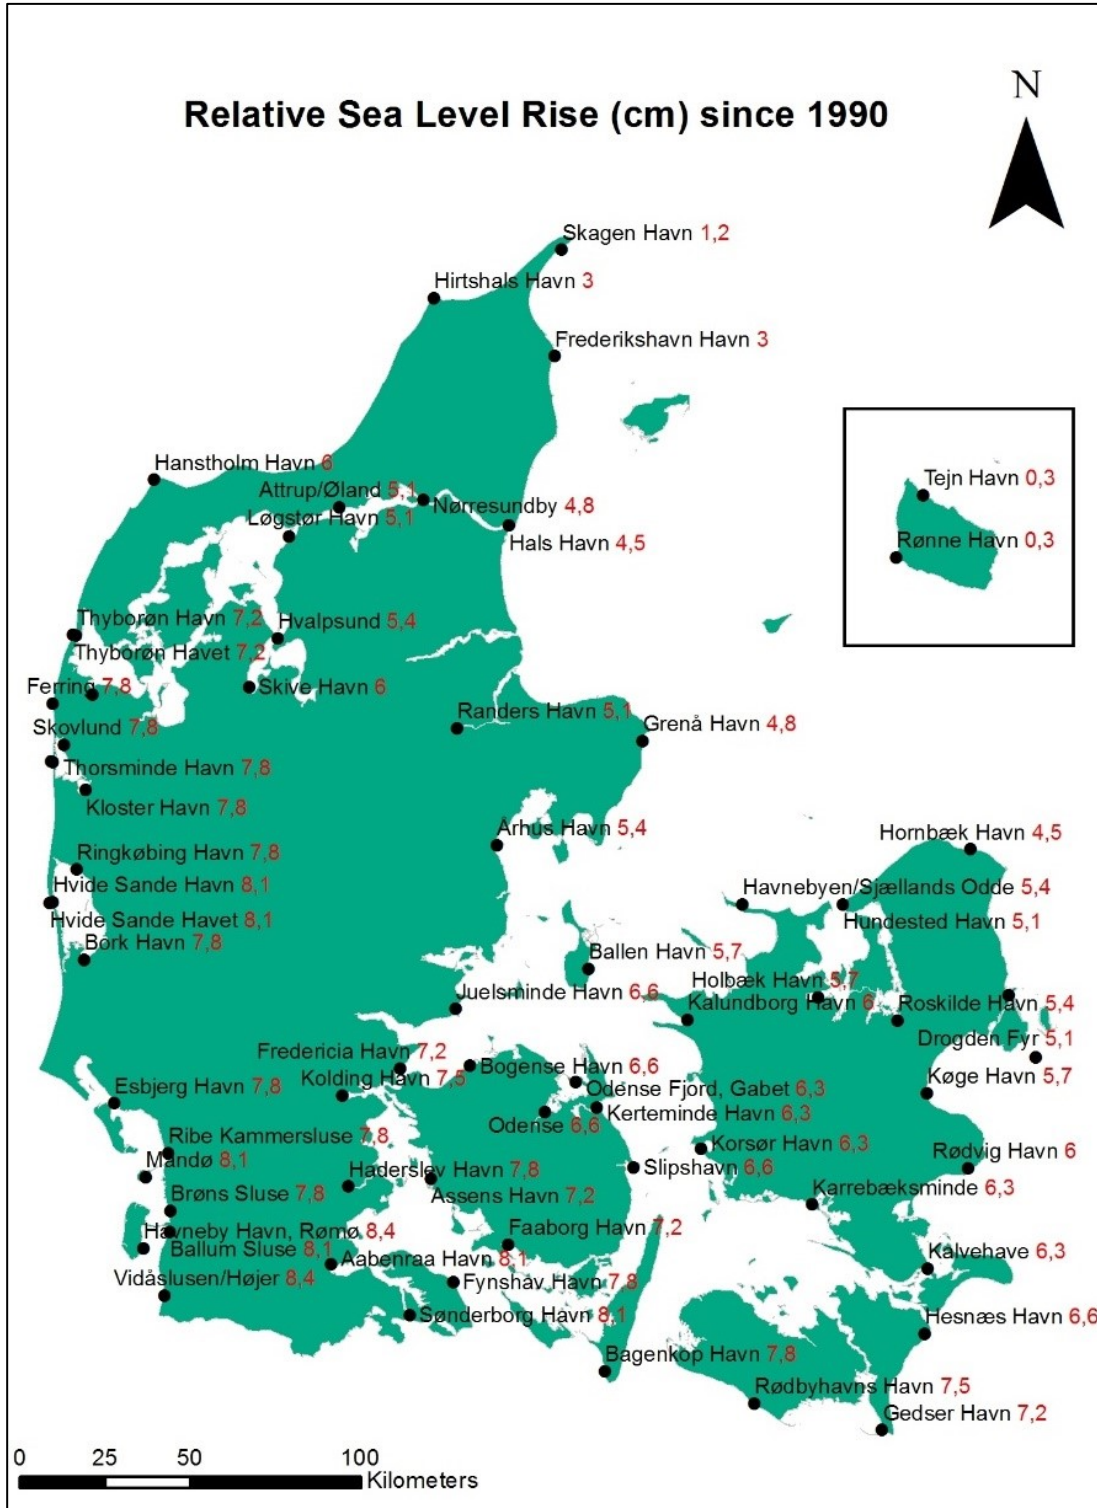 N
Relative Sea Level Rise (cm) since 1990
Skagen Havn 1,2
Hirtshals Havn 3
Frederikshavn Havn 3
Hanstholm Havn 6
Attrup/Øland 5,1
Nørresundby 4,8
Løgstør Havn 5,1
Hals Havn 4,5
Tejn Havn 0,3
Rønne Havn 0,3
Thyborøn Havn 7,2
Hvalpsund 5,4
Thyborøn Havet 7,2
Ferring 7,8
Skive Havn 6
Randers Havn 5,1
Grenå Havn 4,8
Skovlund 7,8
Thorsminde Havn 7,8
Kloster Havn 7,8
Århus Havn 5,4
Hornbæk Havn 4,5
Ringkøbing Havn 7,8
Hvide Sande Havn 8,1
Havnebyen/Sjællands Odde 5,4
Hvide Sande Havet 8,1
Hundested Havn 5,1
Bork Havn 7,8
Ballen Havn 5,7
Holbæk Havn 5,7
Juelsminde Havn 6,6
Kalundborg Havn 6
Roskilde Havn 5,4
Drogden Fyr 5,1
Fredericia Havn 7,2
Bogense Havn 6,6
Kolding Havn 7,5
Esbjerg Havn 7,8
Odense Fjord, Gabet 6,3
Køge Havn 5,7
Kerteminde Havn 6,3
Odense 6,6
Ribe Kammersluse 7,8
Korsør Havn 6,3
Rødvig Havn 6
Mandø 8,1
Haderslev Havn 7,8
Slipshavn 6,6
Brøns Sluse 7,8
Assens Havn 7,2
Karrebæksminde 6,3
Havneby Havn, Rømø 8,4
Faaborg Havn 7,2
Ballum Sluse 8,1
Aabenraa Havn 8,1
Kalvehave 6,3
Vidåslusen/Højer 8,4
Fynshav Havn 7,8
Sønderborg Havn 8,1
Hesnæs Havn 6,6
Bagenkop Havn 7,8
Rødbyhavns Havn 7,5
Gedser Havn 7,2
0 25 50 100
Kilometers